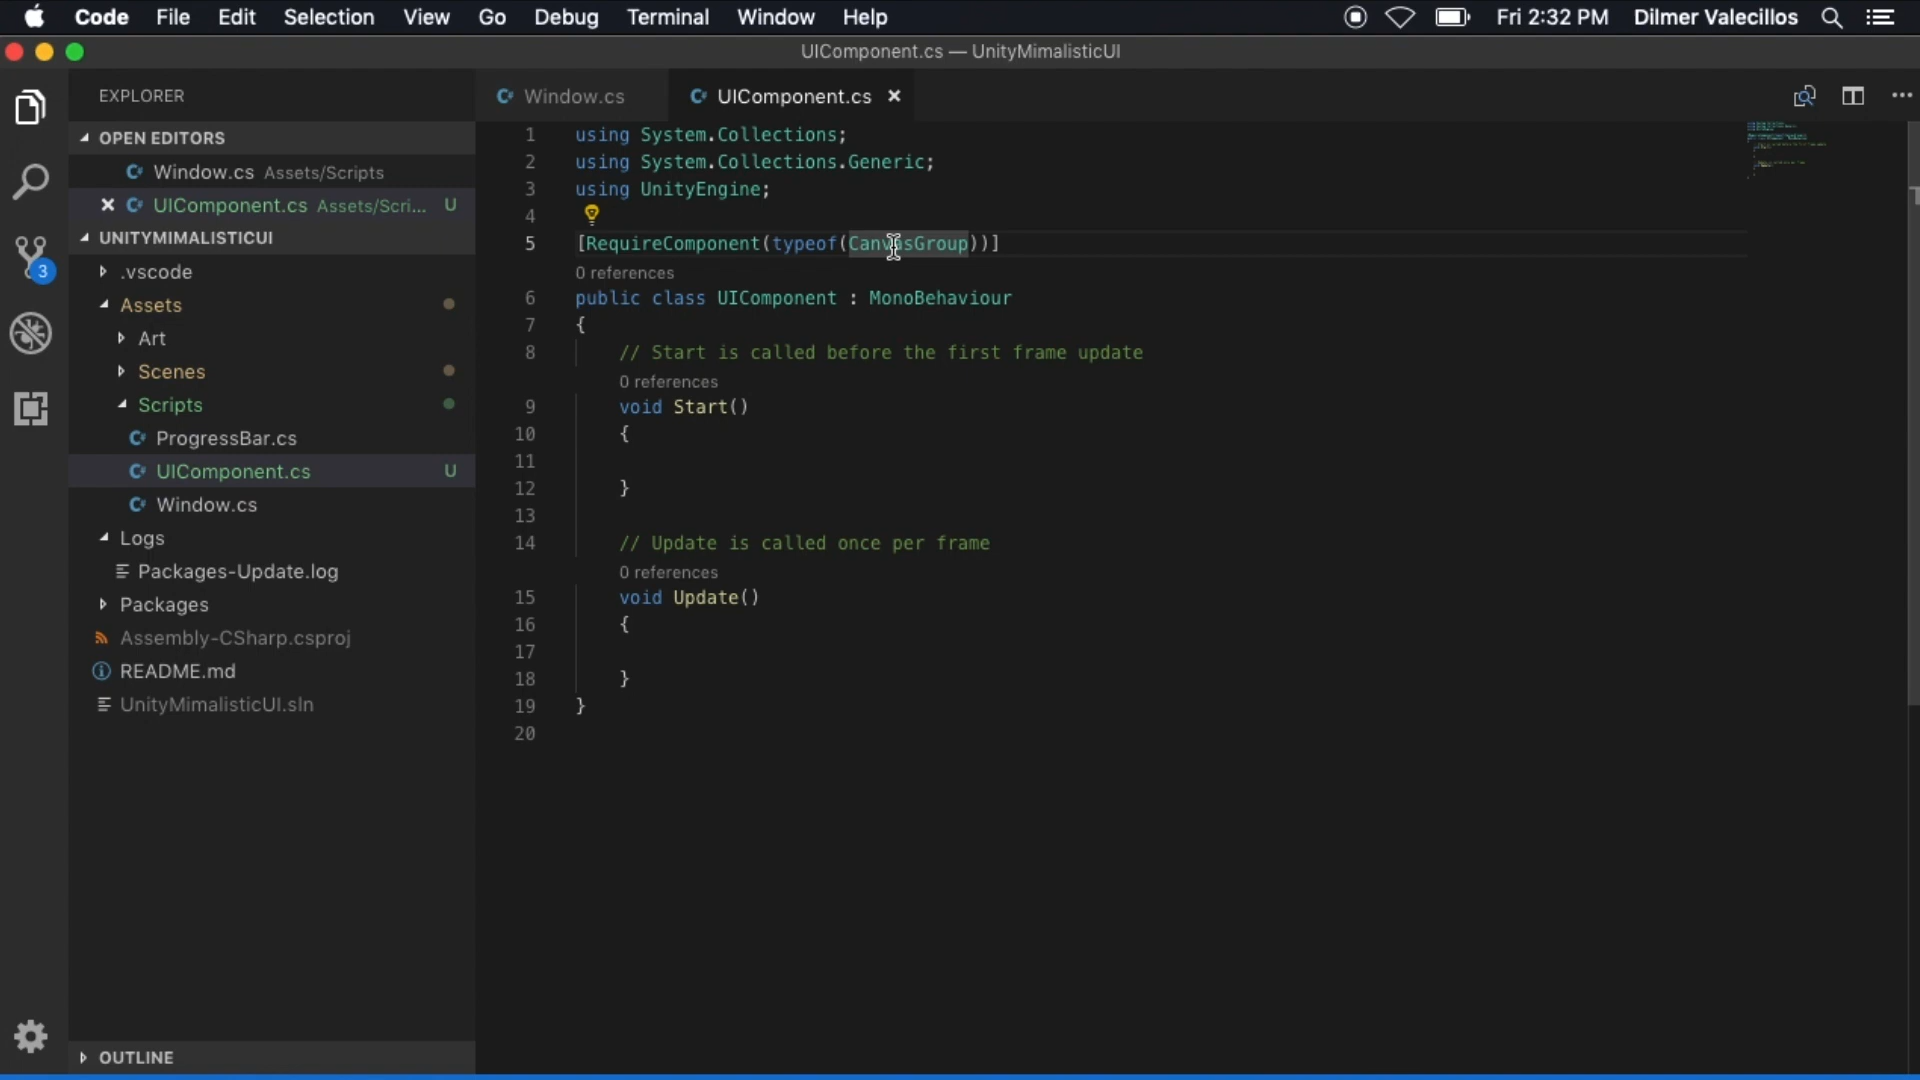 Code File Edit Selection View Go Debug Terminal Window Help Fri 2:32 PM Dilmer Valecillos
UIComponent.cs — UnityMimalisticUI
EXPLORER
OPEN EDITORS
Window.cs Assets/Scripts
UIComponent.cs Assets/Scri... U
UNITYMIMALISTICUI
.vscode
Assets
Art
Scenes
Scripts
ProgressBar.cs
UIComponent.cs U
Window.cs
Logs
Packages-Update.log
Packages
Assembly-CSharp.csproj
README.md
UnityMimalisticUI.sln
OUTLINE
3
Window.cs UIComponent.cs
1 using System.Collections;
2 using System.Collections.Generic;
3 using UnityEngine;
4
5 [RequireComponent(typeof(CanvasGroup))]
0 references
6 public class UIComponent : MonoBehaviour
7 {
8 // Start is called before the first frame update
0 references
9 void Start()
10 {
11
12 }
13
14 // Update is called once per frame
0 references
15 void Update()
16 {
17
18 }
19 }
20